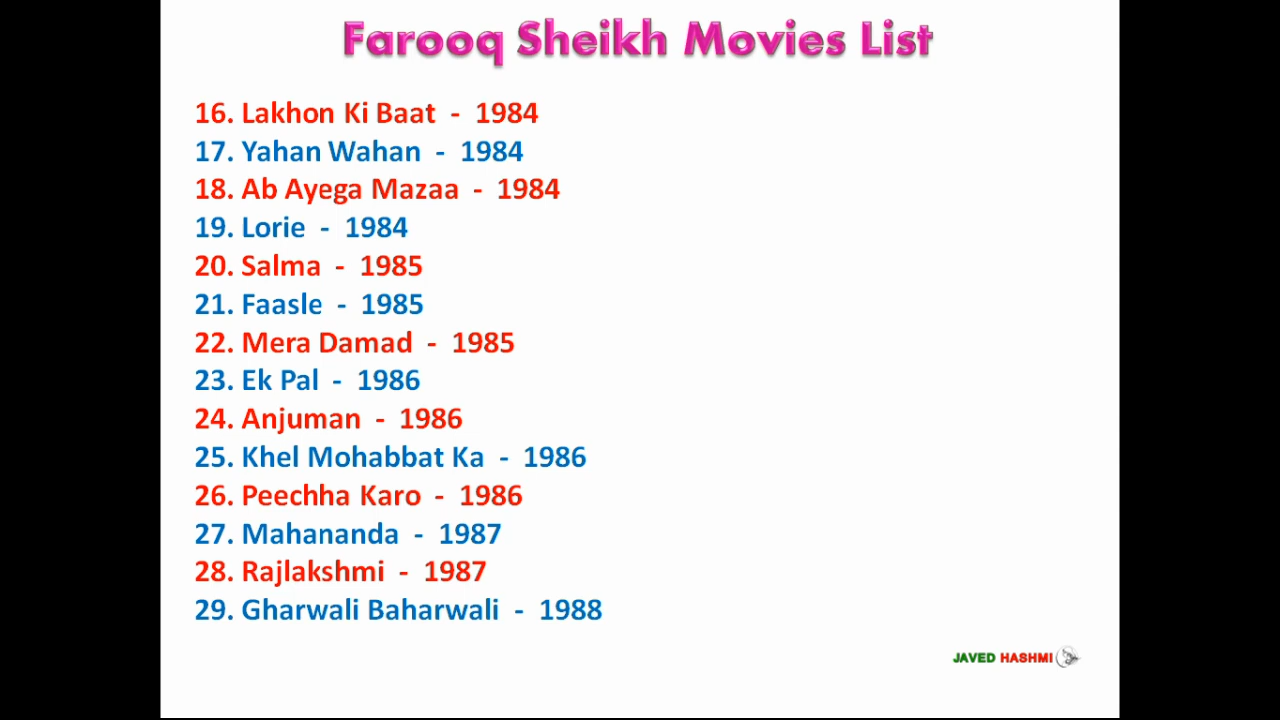 Farooq Sheikh Movies List
16. Lakhon Ki Baat - 1984
17. Yahan Wahan - 1984
18. Ab Ayega Mazaa - 1984
19. Lorie - 1984
20. Salma - 1985
21. Faasle - 1985
22. Mera Damad - 1985
23. Ek Pal - 1986
24. Anjuman - 1986
25. Khel Mohabbat Ka - 1986
26. Peechha Karo - 1986
27. Mahananda - 1987
28. Rajlakshmi - 1987
29. Gharwali Baharwali - 1988
JAVED HASHMI